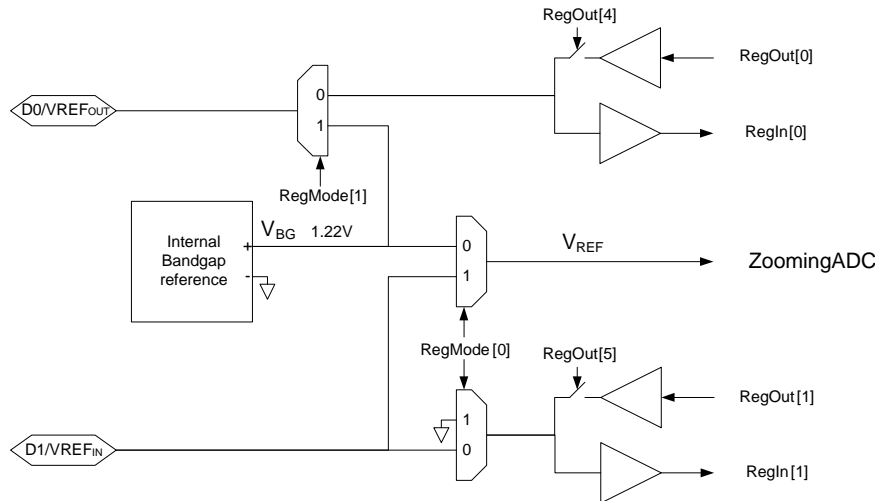 RegOut[4]
RegOut[0]
D0/VREFOUT
0
1
RegIn[0]
RegMode[1]
Internal
Bandgap
reference
+
-
VBG 1.22V
0
1
VREF
ZoomingADC
RegMode[0]
RegOut[5]
RegOut[1]
1
0
D1/VREFIN
RegIn[1]